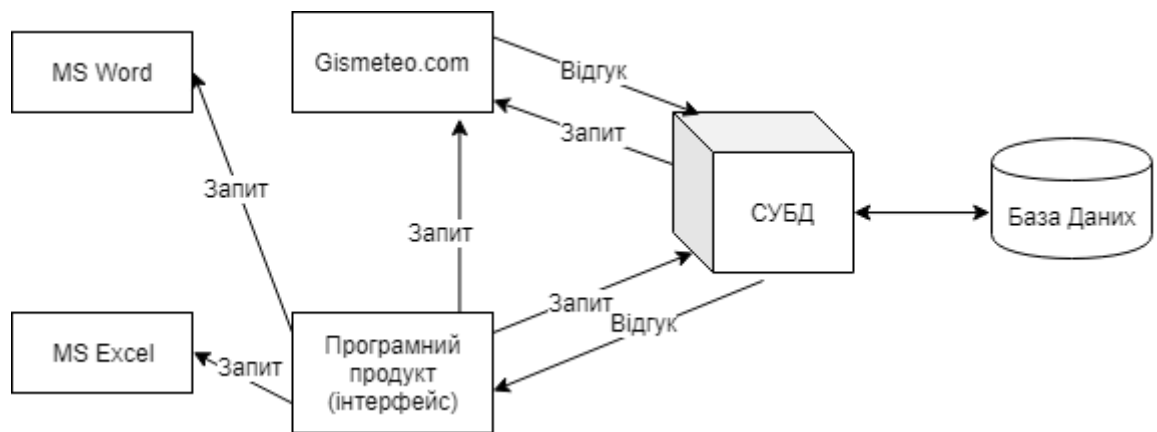 MS Word
Gismeteo.com
Відгук
Запит
Запит
Запит
СУБД
База Даних
Запит
Відгук
MS Excel
Запит
Програмний
продукт
(інтерфейс)